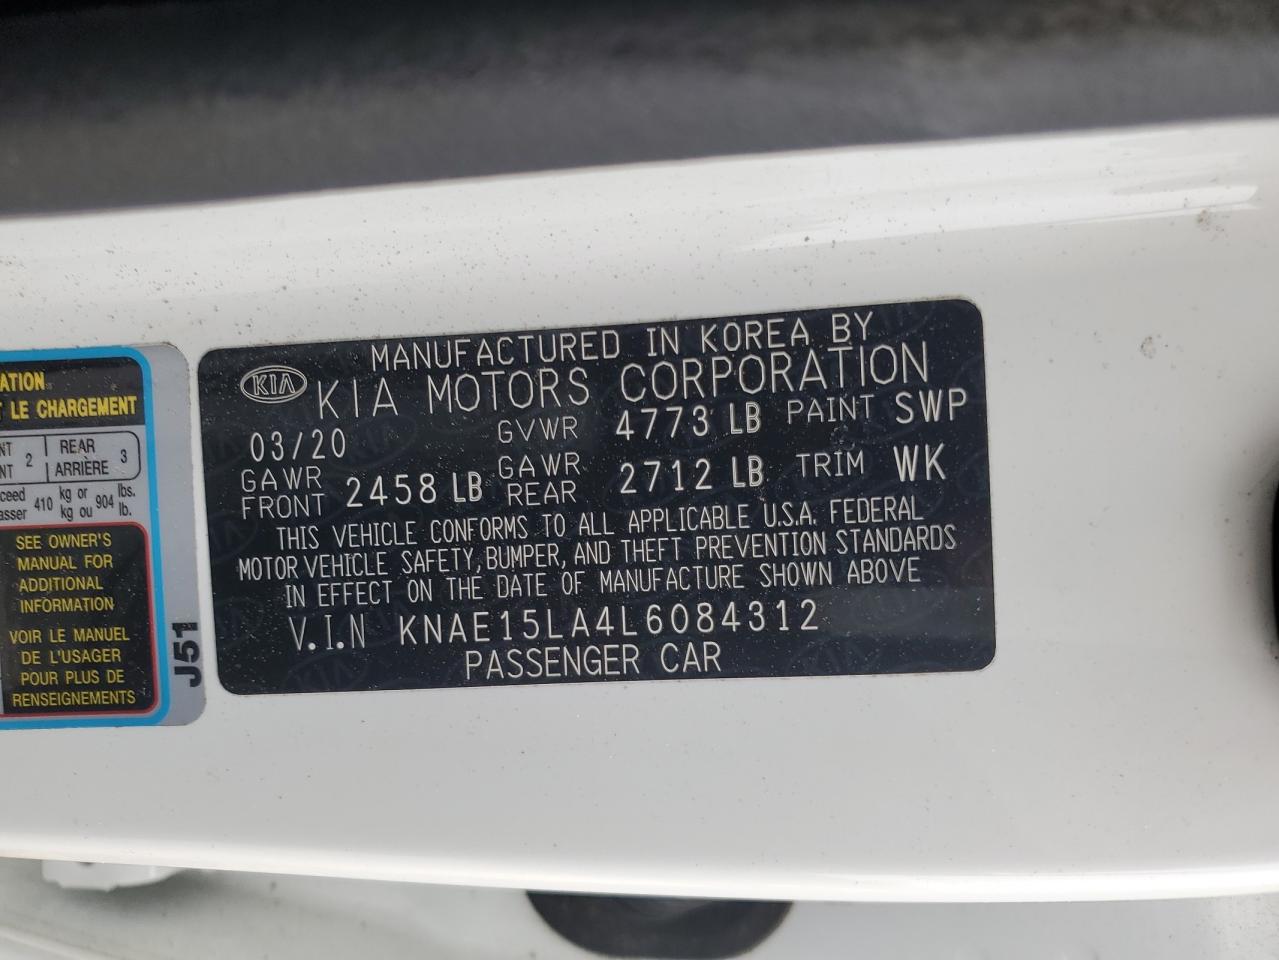 MANUFACTURED IN KOREA BY
KIA KIA MOTORS CORPORATION
03/20 GVWR 4773 LB PAINT SWP
GAWR FRONT 2458 LB GAWR REAR 2712 LB TRIM WK
THIS VEHICLE CONFORMS TO ALL APPLICABLE U.S.A. FEDERAL
MOTOR VEHICLE SAFETY, BUMPER, AND THEFT PREVENTION STANDARDS
IN EFFECT ON THE DATE OF MANUFACTURE SHOWN ABOVE
V.I.N KNAE15LA4L6084312
PASSENGER CAR
LE CHARGEMENT
2 REAR 3
ARRIÈRE
410 kg or 904 lbs.
kg ou lb.
SEE OWNER'S
MANUAL FOR
ADDITIONAL
INFORMATION
VOIR LE MANUEL
DE L'USAGER
POUR PLUS DE
RENSEIGNEMENTS
J51